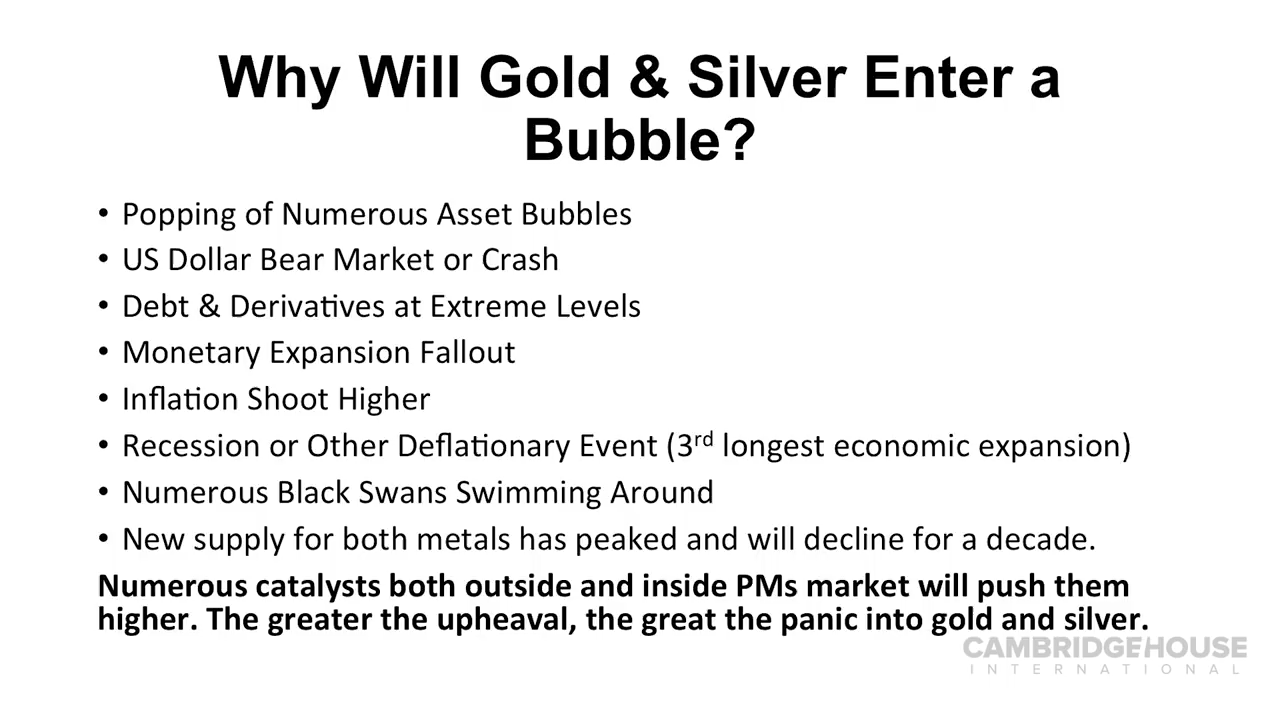 Why Will Gold & Silver Enter a
Bubble?
• Popping of Numerous Asset Bubbles
• US Dollar Bear Market or Crash
• Debt & Derivatives at Extreme Levels
• Monetary Expansion Fallout
• Inflation Shoot Higher
• Recession or Other Deflationary Event (3rd longest economic expansion)
• Numerous Black Swans Swimming Around
• New supply for both metals has peaked and will decline for a decade.
Numerous catalysts both outside and inside PMs market will push them
higher. The greater the upheaval, the great the panic into gold and silver.
CAMBRIDGEHOUSE
INTERNATIONAL